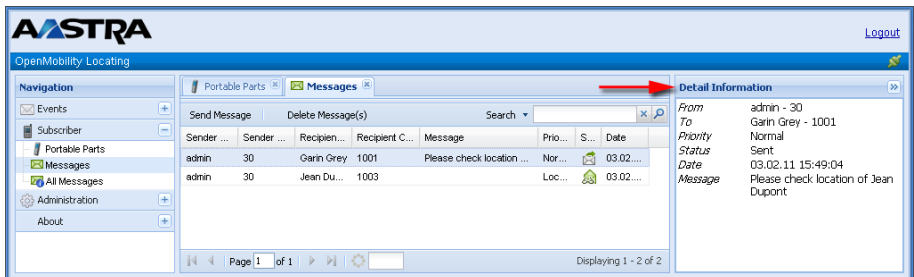 AASTRA
Logout
OpenMobility Locating
Navigation
Events
Subscriber
Portable Parts
Messages
All Messages
Administration
About
Portable Parts Messages
Send Message Delete Message(s) Search
Sender ... Sender ... Recipien... Recipient C... Message Prio... S... Date
admin 30 Garin Grey 1001 Please check location ... Nor... 03.02....
admin 30 Jean Du... 1003 Loc... 03.02....
Page 1 of 1 Displaying 1 - 2 of 2
Detail Information
From admin - 30
To Garin Grey - 1001
Priority Normal
Status Sent
Date 03.02.11 15:49:04
Message Please check location of Jean
Dupont